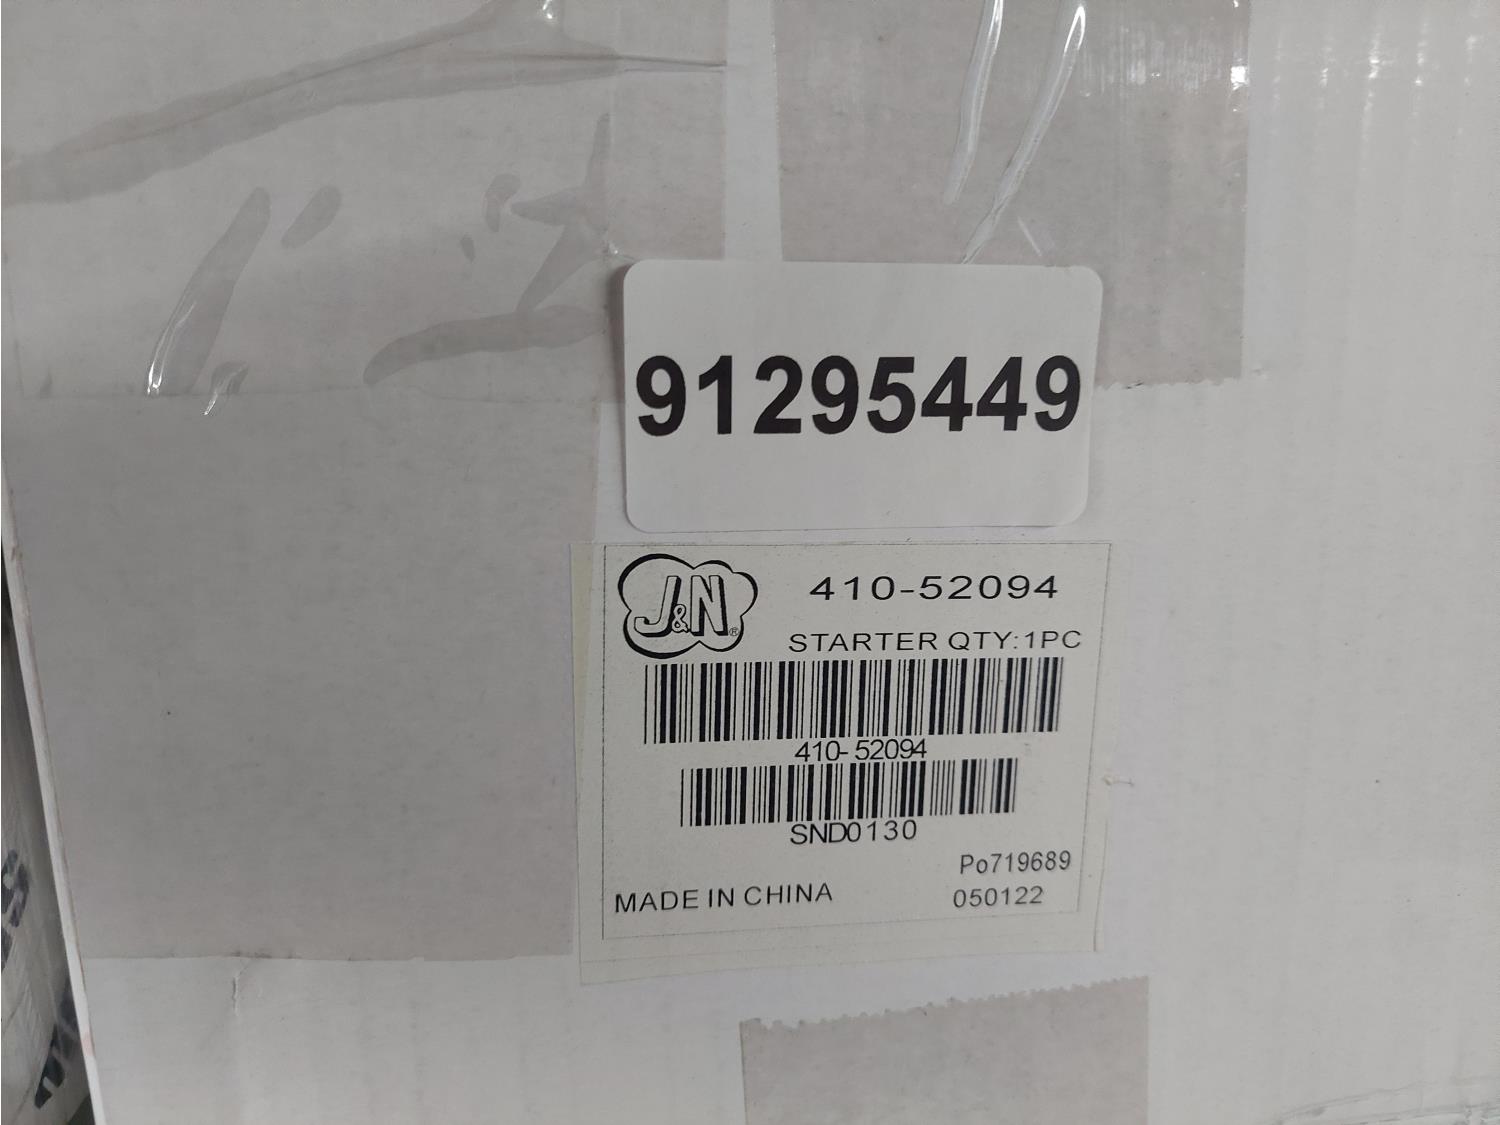 91295449
J&N®
410-52094
STARTER QTY:1PC
410-52094
SND0130
Po719689
MADE IN CHINA
050122